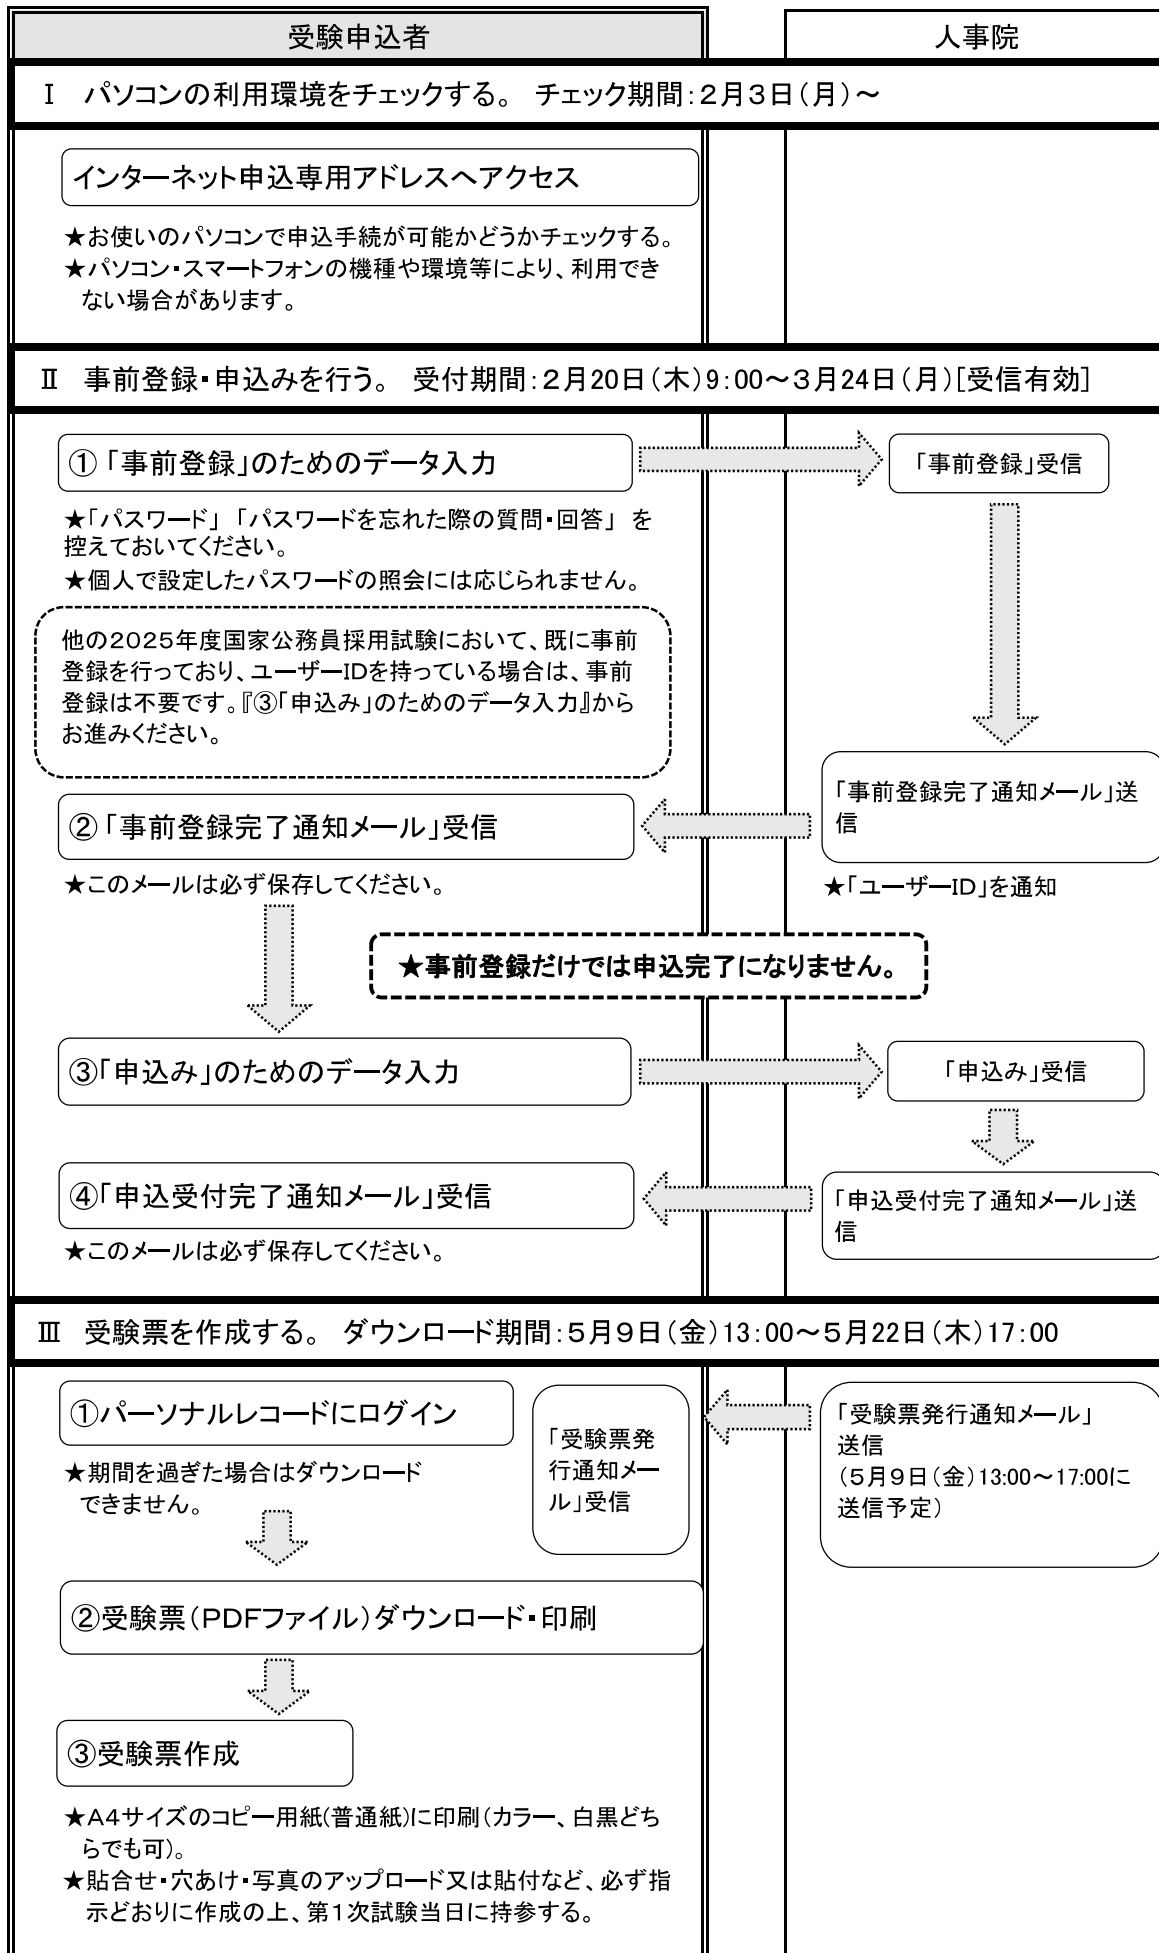 受験申込者
人事院
Ⅰ パソコンの利用環境をチェックする。 チェック期間：２月３日（月）～
インターネット申込専用アドレスへアクセス
★お使いのパソコンで申込手続が可能かどうかチェックする。
★パソコン・スマートフォンの機種や環境等により、利用でき
ない場合があります。
Ⅱ 事前登録・申込みを行う。 受付期間：２月20日（木）9：00～３月24日（月）[受信有効]
①「事前登録」のためのデータ入力
「事前登録」受信
★「パスワード」「パスワードを忘れた際の質問・回答」 を
控えておいてください。
★個人で設定したパスワードの照会には応じられません。
他の２０２５年度国家公務員採用試験において、既に事前
登録を行っており、ユーザーIDを持っている場合は、事前
登録は不要です。『③「申込み」のためのデータ入力』から
お進みください。
「事前登録完了通知メール」送
信
②「事前登録完了通知メール」受信
★このメールは必ず保存してください。
★「ユーザーID」を通知
★事前登録だけでは申込完了になりません。
③「申込み」のためのデータ入力
「申込み」受信
④「申込受付完了通知メール」受信
「申込受付完了通知メール」送
信
★このメールは必ず保存してください。
Ⅲ 受験票を作成する。 ダウンロード期間：５月９日（金）13：00～５月22日（木）17：00
①パーソナルレコードにログイン
★期間を過ぎた場合はダウンロード
できません。
「受験票発
行通知メー
ル」受信
「受験票発行通知メール」
送信
（５月９日（金）13:00～17:00に
送信予定）
②受験票（PDFファイル）ダウンロード・印刷
③受験票作成
★Ａ４サイズのコピー用紙(普通紙)に印刷（カラー、白黒どち
らでも可）。
★貼合せ・穴あけ・写真のアップロード又は貼付など、必ず指
示どおりに作成の上、第１次試験当日に持参する。